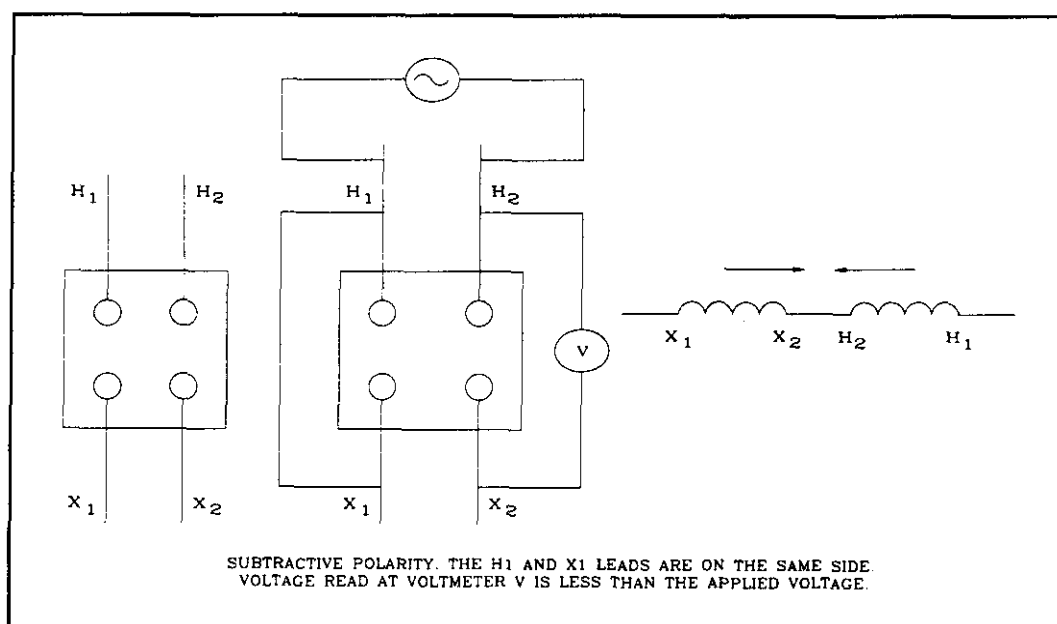 H1 H2
H1 H2
V
X1 X2 H2 H1
X1 X2
X1 X2
SUBTRACTIVE POLARITY. THE H1 AND X1 LEADS ARE ON THE SAME SIDE.
VOLTAGE READ AT VOLTMETER V IS LESS THAN THE APPLIED VOLTAGE.